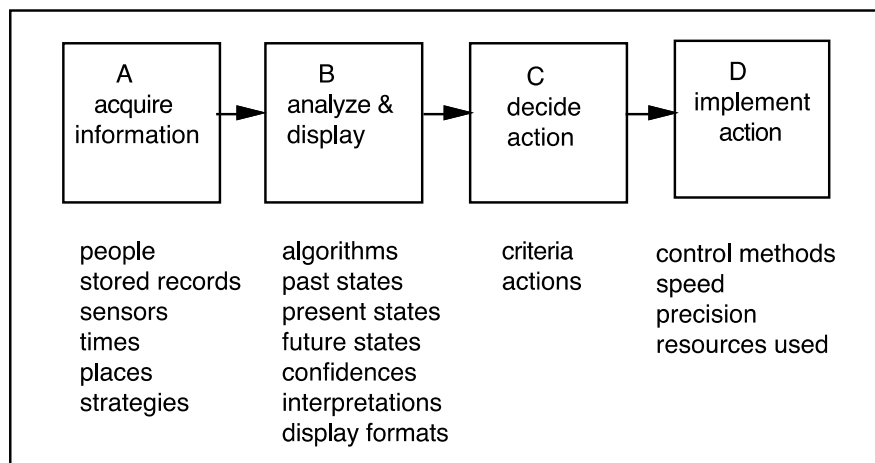 A
acquire
information
B
analyze &
display
C
decide
action
D
implement
action
people
stored records
sensors
times
places
strategies
algorithms
past states
present states
future states
confidences
interpretations
display formats
criteria
actions
control methods
speed
precision
resources used